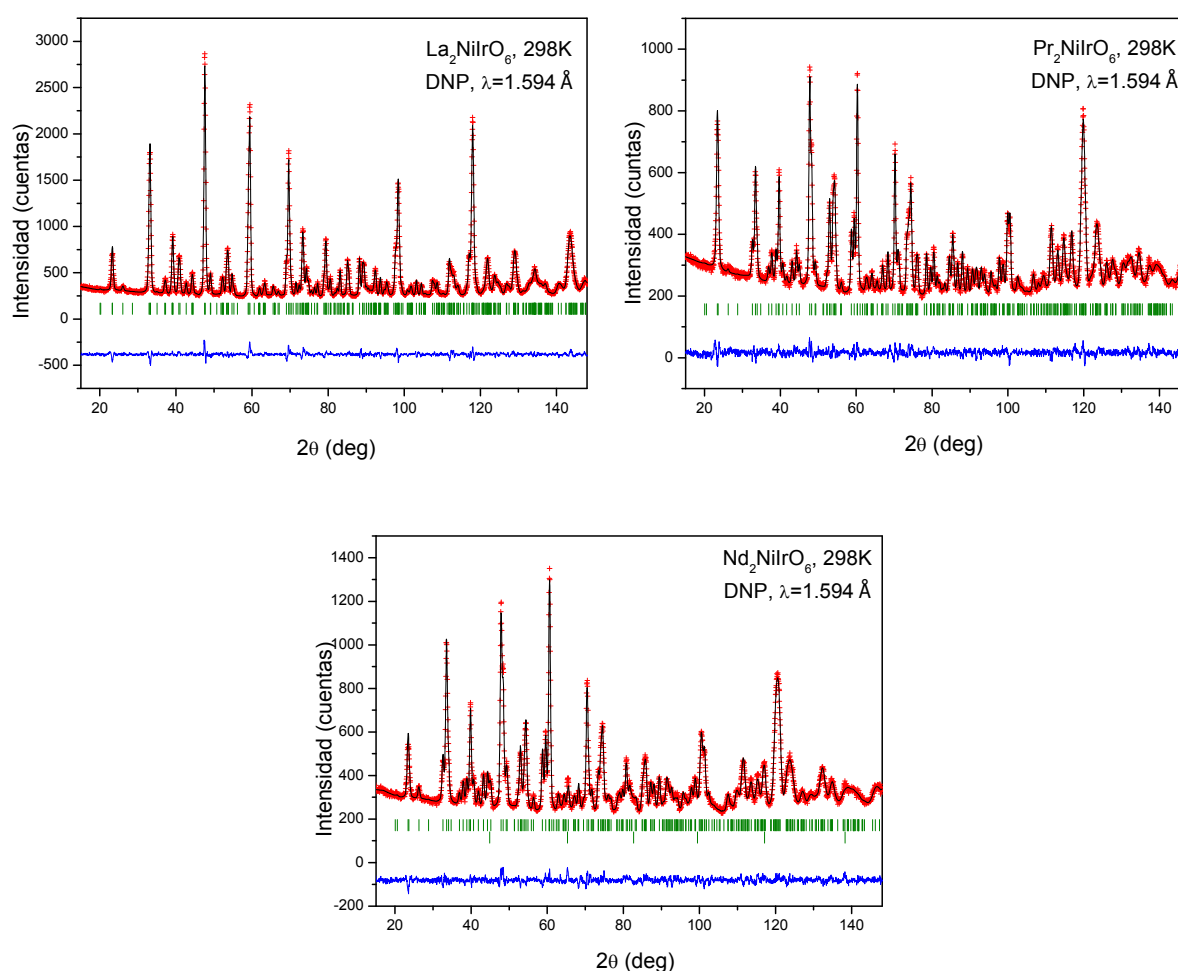 La₂NiIrO₆, 298K
DNP, λ=1.594 Å
Intensidad (cuentas)
3000
2500
2000
1500
1000
500
0
-500
20 40 60 80 100 120 140
2θ (deg)
Pr₂NiIrO₆, 298K
DNP, λ=1.594 Å
Intensidad (cuntas)
1000
800
600
400
200
0
20 40 60 80 100 120 140
2θ (deg)
Nd₂NiIrO₆, 298K
DNP, λ=1.594 Å
Intensidad (cuentas)
1400
1200
1000
800
600
400
200
0
-200
20 40 60 80 100 120 140
2θ (deg)